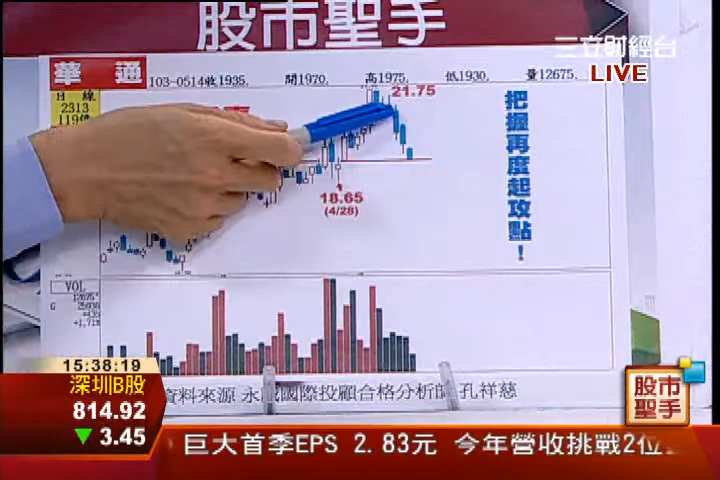 股市聖手
三立財經台
LIVE
華通
103-0514收1935. 開1970. 高1975. 低1930. 量12675.
日線
2313
21.75
把握再度起攻點!
18.65
(4/28)
VOL
15:38:19
深圳B股
814.92
▼3.45
資料來源 永誠國際投顧合格分析師 孔祥慈
股市聖手
巨大首季EPS 2.83元 今年營收挑戰2位